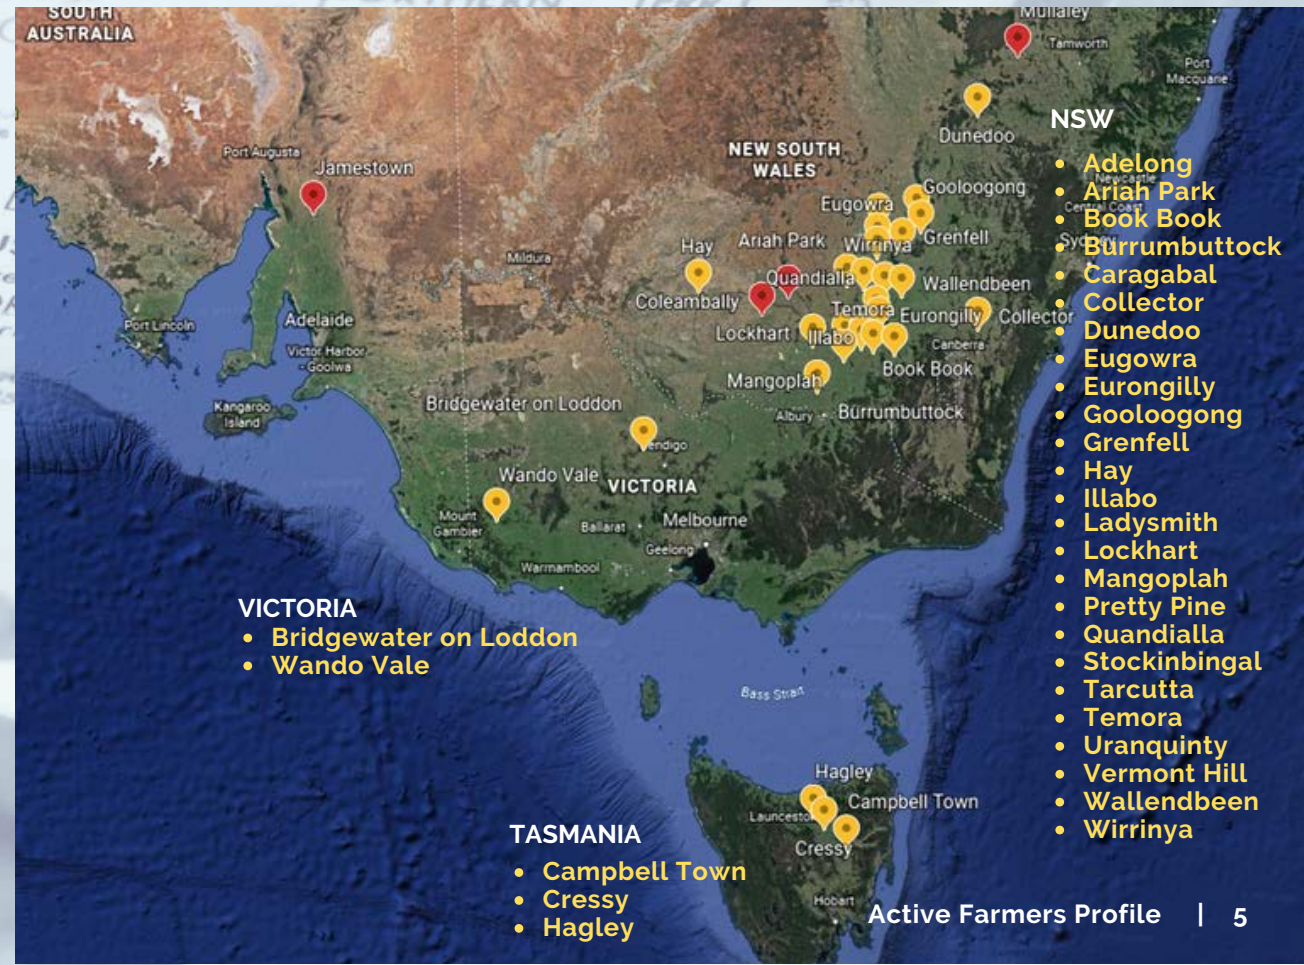 SOUTH
AUSTRALIA
Mullaley
Tamworth
Port
Macquarie
Dunedoo
Port Augusta
Jamestown
NEW SOUTH
WALES
Gooloogong
Eugowra
Grenfell
Hay
Ariah Park
Wirrinya
Mildura
Quandialla
Wallendbeen
Coleambally
Temora
Eurongilly
Collector
Port Lincoln
Adelaide
Lockhart
Illabo
Canberra
Victor Harbor
- Goolwa
Book Book
Mangoplah
Kangaroo
Island
Bridgewater on Loddon
Albury
Burrumbuttock
Wando Vale
VICTORIA
Mount
Gambier
Ballarat
Melbourne
Geelong
Warrnambool
Bass Strait
Hagley
Campbell Town
Cressy
Hobart
Newcastle
Central Coast
Sydney
NSW
• Adelong
• Ariah Park
• Book Book
• Burrumbuttock
• Caragabal
• Collector
• Dunedoo
• Eugowra
• Eurongilly
• Gooloogong
• Grenfell
• Hay
• Illabo
• Ladysmith
• Lockhart
• Mangoplah
• Pretty Pine
• Quandialla
• Stockinbingal
• Tarcutta
• Temora
• Uranquinty
• Vermont Hill
• Wallendbeen
• Wirrinya
VICTORIA
• Bridgewater on Loddon
• Wando Vale
TASMANIA
• Campbell Town
• Cressy
• Hagley
Active Farmers Profile | 5